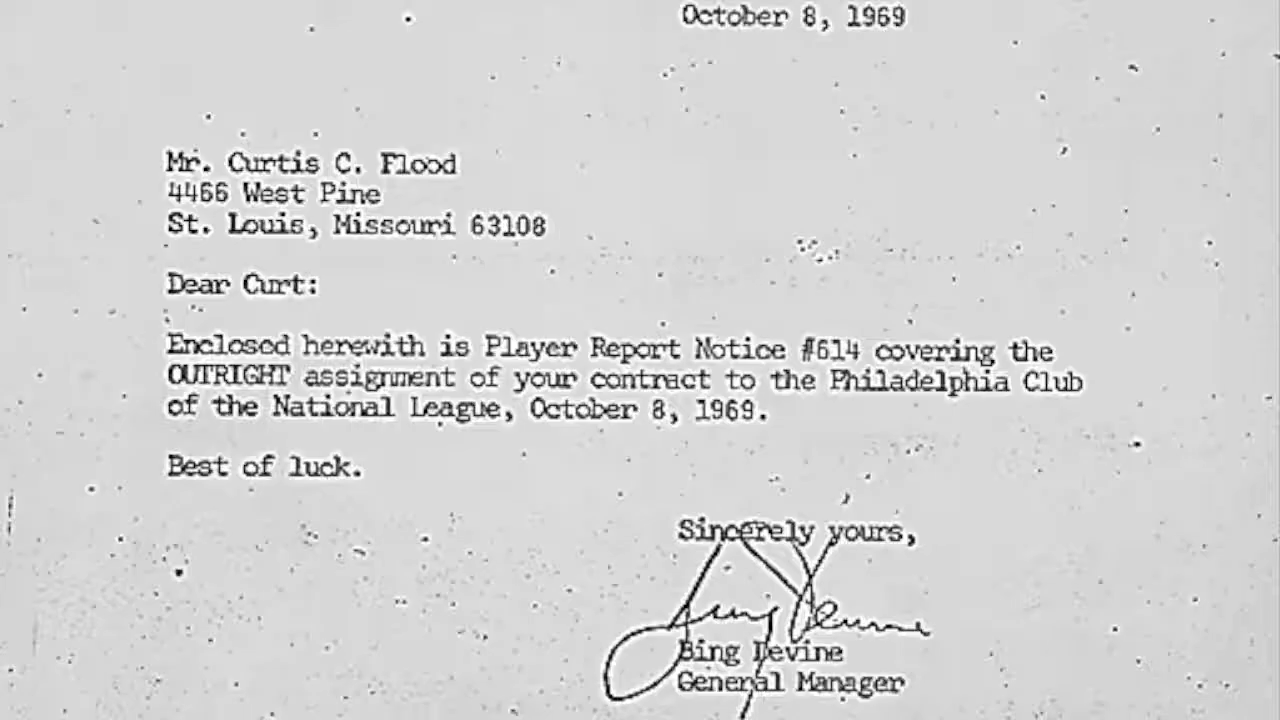 October 8, 1969
Mr. Curtis C. Flood
4466 West Pine
St. Louis, Missouri 63108
Dear Curt:
Enclosed herewith is Player Report Notice #614 covering the
OUTRIGHT assignment of your contract to the Philadelphia Club
of the National League, October 8, 1969.
Best of luck.
Sincerely yours,
Bing Devine
Bing Devine
General Manager